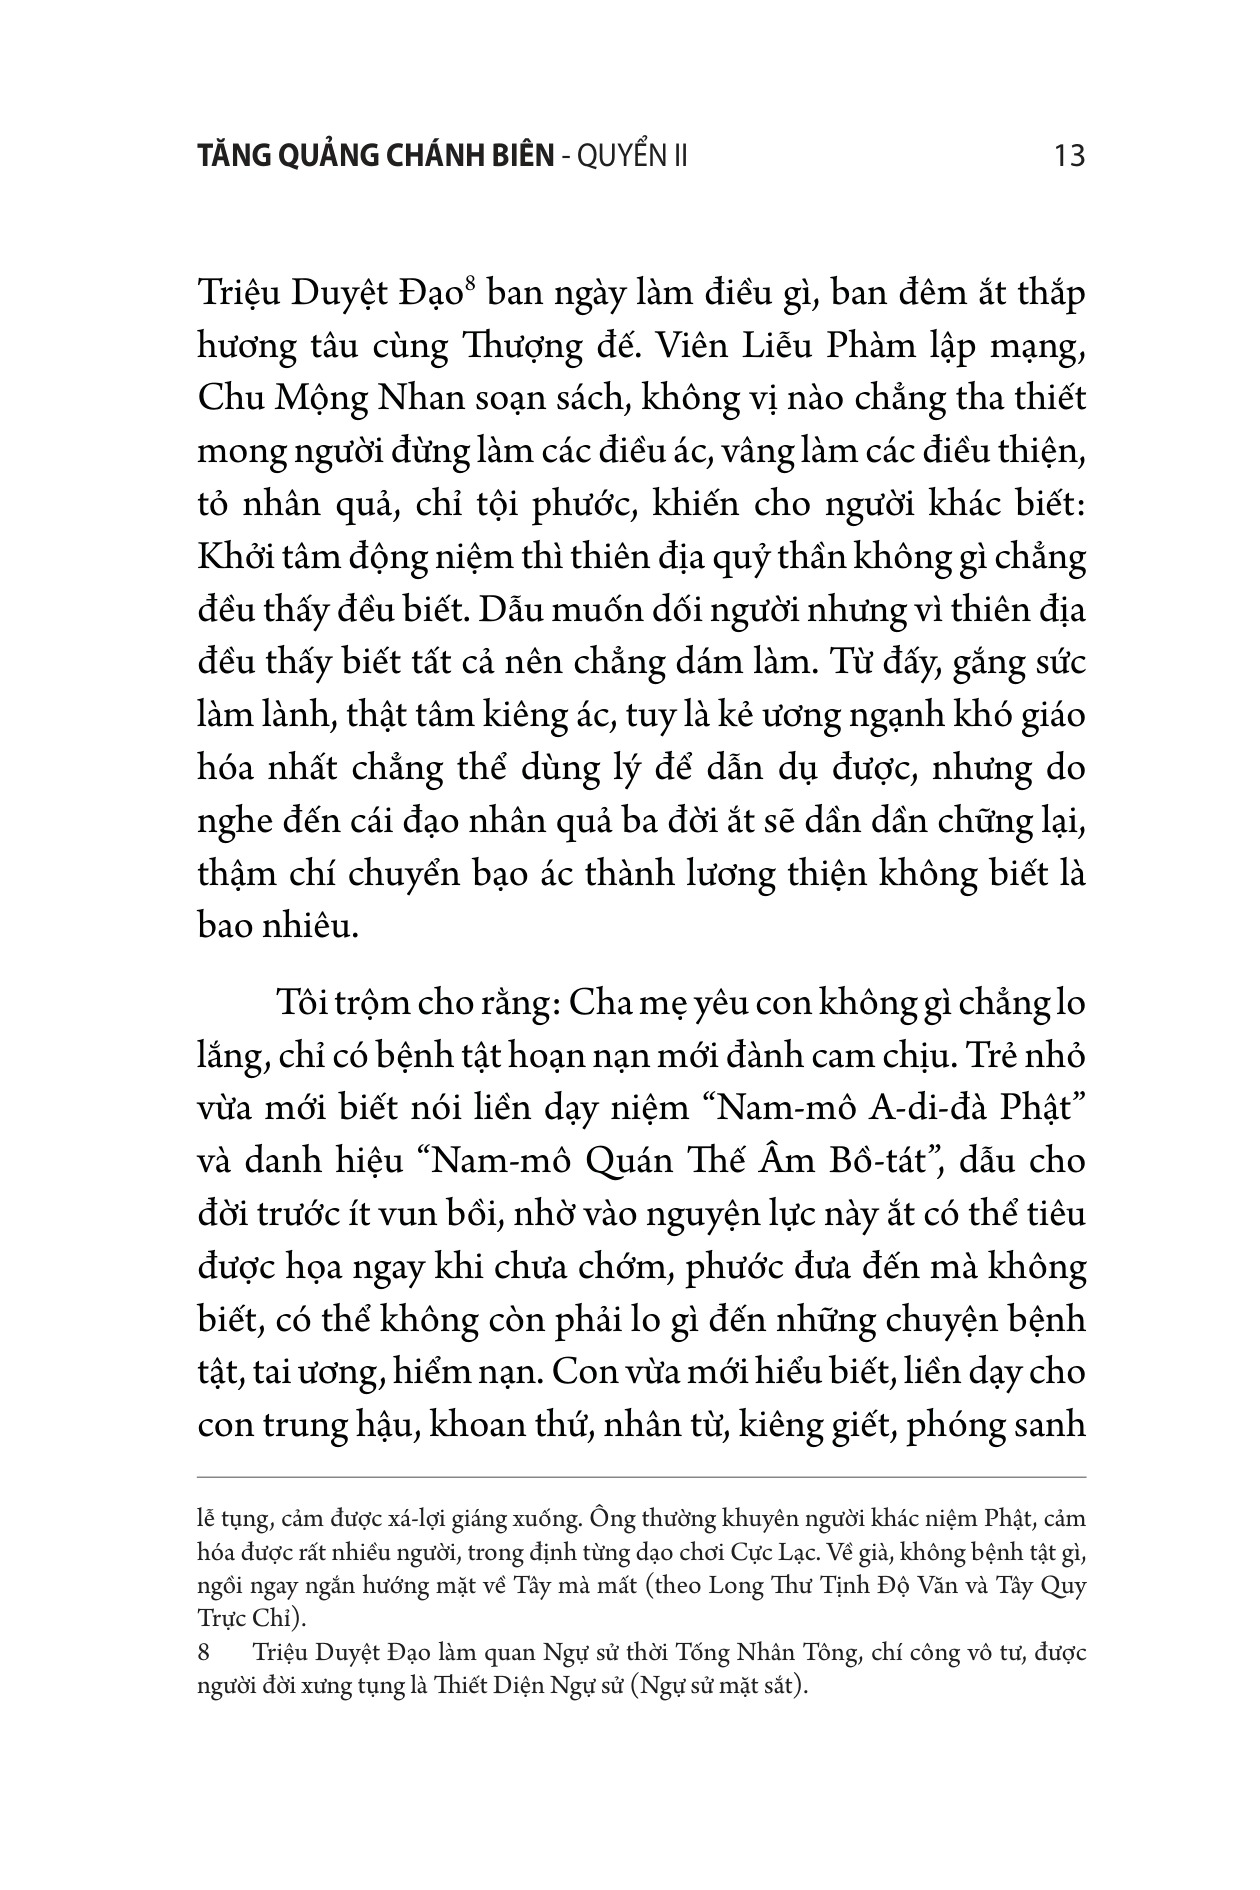 TĂNG QUẢNG CHÁNH BIÊN - QUYỂN II 13
Triệu Duyệt Đạo8 ban ngày làm điều gì, ban đêm ắt thắp
hương tâu cùng Thượng đế. Viên Liễu Phàm lập mạng,
Chu Mộng Nhan soạn sách, không vị nào chẳng tha thiết
mong người đừng làm các điều ác, vâng làm các điều thiện,
tỏ nhân quả, chỉ tội phước, khiến cho người khác biết:
Khởi tâm động niệm thì thiên địa quỷ thần không gì chẳng
đều thấy đều biết. Dẫu muốn dối người nhưng vì thiên địa
đều thấy biết tất cả nên chẳng dám làm. Từ đấy, gắng sức
làm lành, thật tâm kiêng ác, tuy là kẻ ương ngạnh khó giáo
hóa nhất chẳng thể dùng lý để dẫn dụ được, nhưng do
nghe đến cái đạo nhân quả ba đời ắt sẽ dần dần chững lại,
thậm chí chuyển bạo ác thành lương thiện không biết là
bao nhiêu.
Tôi trộm cho rằng: Cha mẹ yêu con không gì chẳng lo
lắng, chỉ có bệnh tật hoạn nạn mới đành cam chịu. Trẻ nhỏ
vừa mới biết nói liền dạy niệm “Nam-mô A-di-đà Phật”
và danh hiệu “Nam-mô Quán Thế Âm Bồ-tát”, dẫu cho
đời trước ít vun bồi, nhờ vào nguyện lực này ắt có thể tiêu
được họa ngay khi chưa chớm, phước đưa đến mà không
biết, có thể không còn phải lo gì đến những chuyện bệnh
tật, tai ương, hiểm nạn. Con vừa mới hiểu biết, liền dạy cho
con trung hậu, khoan thứ, nhân từ, kiêng giết, phóng sanh
lễ tụng, cảm được xá-lợi giáng xuống. Ông thường khuyên người khác niệm Phật, cảm
hóa được rất nhiều người, trong định từng dạo chơi Cực Lạc. Về già, không bệnh tật gì,
ngồi ngay ngắn hướng mặt về Tây mà mất (theo Long Thư Tịnh Độ Văn và Tây Quy
Trực Chỉ).
8 Triệu Duyệt Đạo làm quan Ngự sử thời Tống Nhân Tông, chí công vô tư, được
người đời xưng tụng là Thiết Diện Ngự sử (Ngự sử mặt sắt).